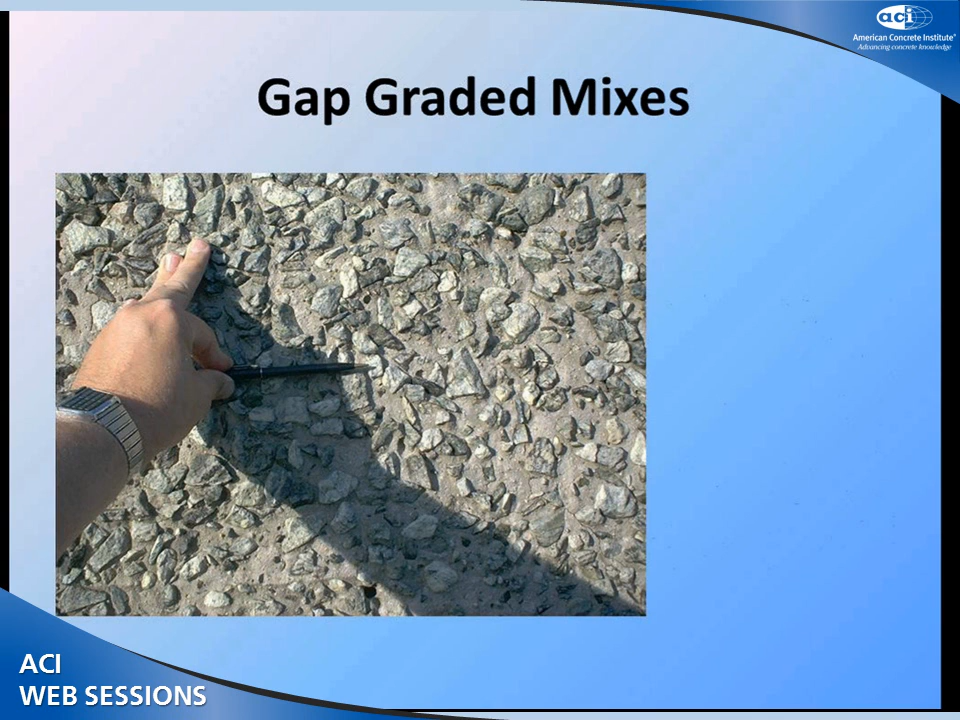 aci
American Concrete Institute®
Advancing concrete knowledge
Gap Graded Mixes
ACI
WEB SESSIONS